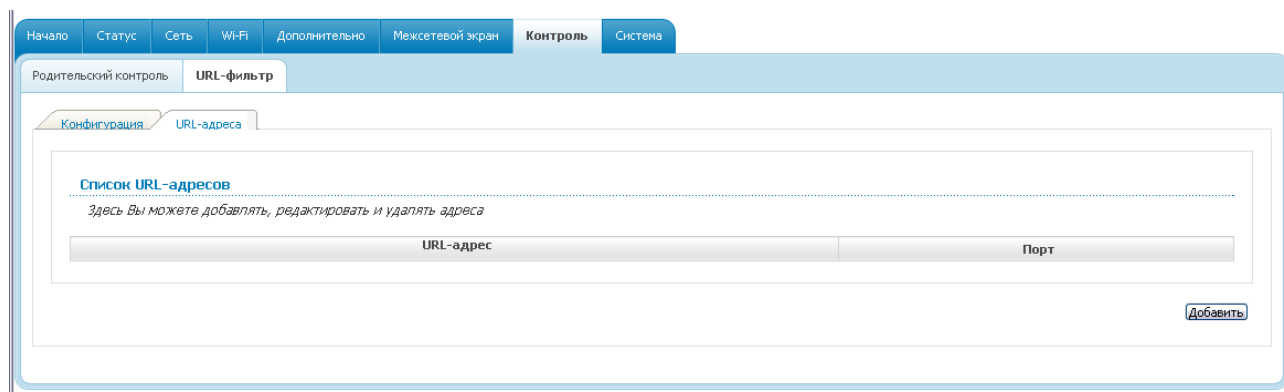 Начало Статус Сеть Wi-Fi Дополнительно Межсетевой экран Контроль Система
Родительский контроль URL-фильтр
Конфигурация URL-адреса
Список URL-адресов
Здесь Вы можете добавлять, редактировать и удалять адреса
URL-адрес Порт
Добавить